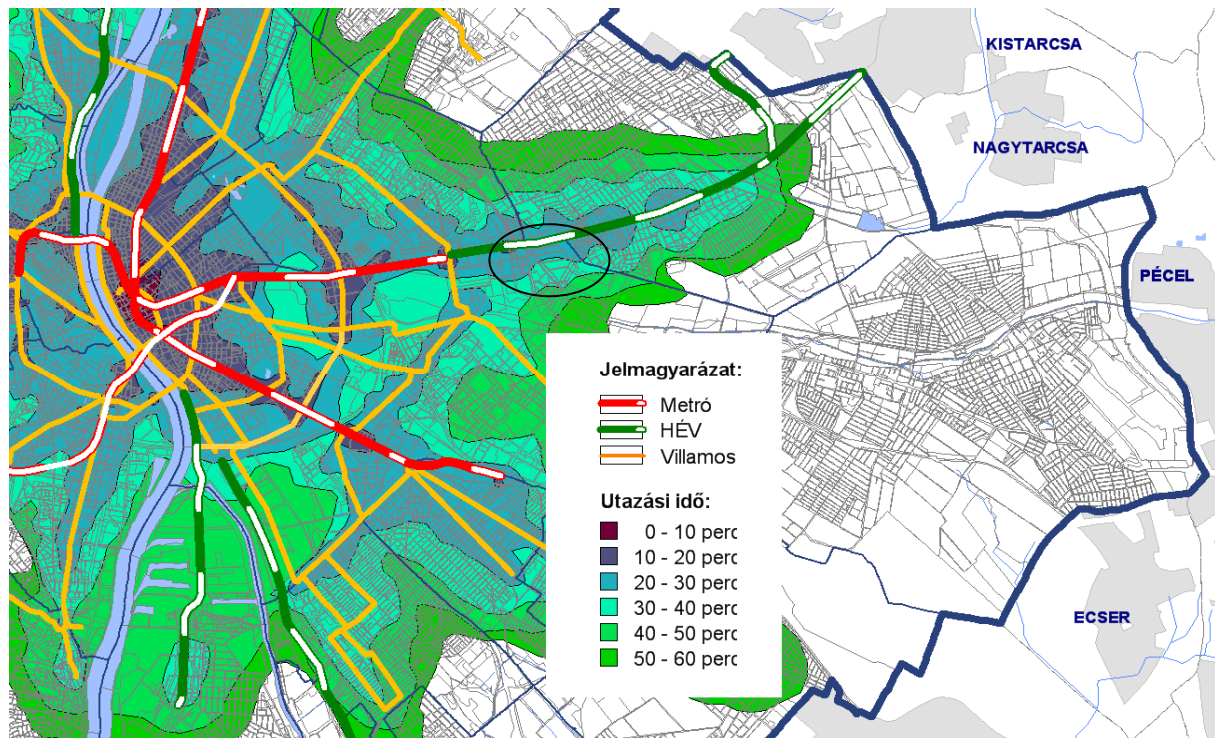 KISTARCSA
NAGYTARCSA
PÉCEL
Jelmagyarázat:
Metró
HÉV
Villamos
Utazási idő:
0 - 10 perc
10 - 20 perc
20 - 30 perc
30 - 40 perc
40 - 50 perc
50 - 60 perc
ECSER